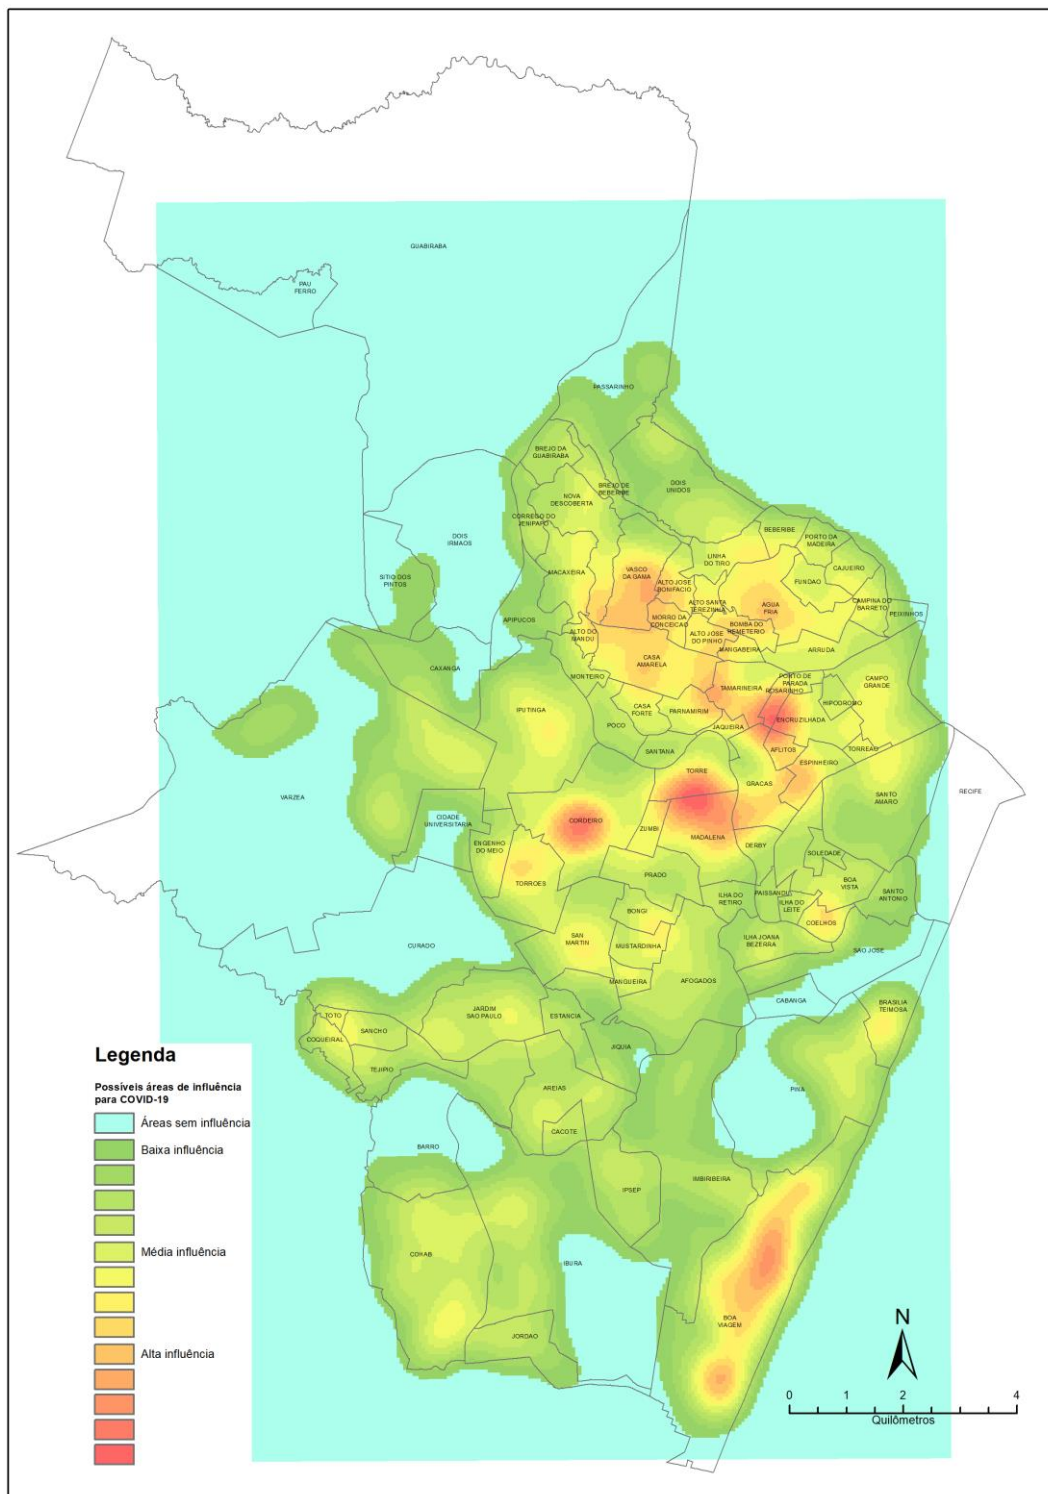 GUABIRABA
PAU
FERRO
PASSARINHO
BREJO DA
GUABIRABA
BREJO DE
BEBERIBE
DOIS
UNIDOS
NOVA
DESCOBERTA
CORREGO DO
JENIPAPO
DOIS
IRMAOS
BEBERIBE
PORTO DA
MADEIRA
LINHA
DO TIRO
CAJUEIRO
FUNDAO
VASCO
DA GAMA
MACAXEIRA
ALTO JOSE
BONIFACIO
SITIO DOS
PINTOS
CAMPINA DO
BARRETO
PEIXINHOS
ALTO SANTA
TEREZINHA
AGUA
FRIA
APIPUCOS
MORRO DA
CONCEICAO
BOMBA DO
HEMETERIO
ALTO DO
MANDU
ALTO JOSE
DO PINHO
MANGABEIRA
ARRUDA
CASA
AMARELA
CAXANGA
MONTEIRO
TAMARINEIRA
PONTO DE
PARADA
ROSARINHO
CAMPO
GRANDE
HIPODROMO
IPUTINGA
CASA
FORTE
PARNAMIRIM
POCO
JAQUEIRA
ENCRUZILHADA
SANTANA
AFLITOS
TORREAO
ESPINHEIRO
TORRE
GRACAS
RECIFE
VARZEA
SANTO
AMARO
CIDADE
UNIVERSITARIA
CORDEIRO
ZUMBI
MADALENA
DERBY
ENGENHO
DO MEIO
SOLEDADE
TORROES
PRADO
BOA
VISTA
ILHA DO
RETIRO
PAISSANDU
ILHA DO
LEITE
SANTO
ANTONIO
BONGI
COELHOS
CURADO
SAN
MARTIN
MUSTARDINHA
ILHA JOANA
BEZERRA
SAO JOSE
MANGUEIRA
AFOGADOS
CABANGA
BRASILIA
TEIMOSA
JARDIM
SAO PAULO
ESTANCIA
TOTO
SANCHO
COQUEIRAL
JIQUIA
TEJIPIO
AREIAS
PINA
CACOTE
BARRO
IPSEP
IMBIRIBEIRA
COHAB
IBURA
BOA
VIAGEM
JORDAO
Legenda
Possíveis áreas de influência
para COVID-19
Áreas sem influência
Baixa influência
Média influência
Alta influência
N
0 1 2 4
Quilômetros